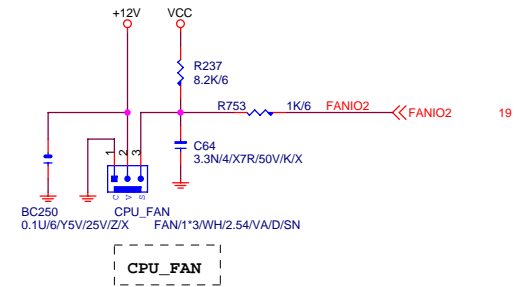 +12V VCC
R237
8.2K/6
R753 1K/6 FANIO2 FANIO2 19
C64
3.3N/4/X7R/50V/K/X
1 2 3
C V S
BC250 CPU_FAN
0.1U/6/Y5V/25V/Z/X FAN/1*3/WH/2.54/VA/D/SN
CPU_FAN